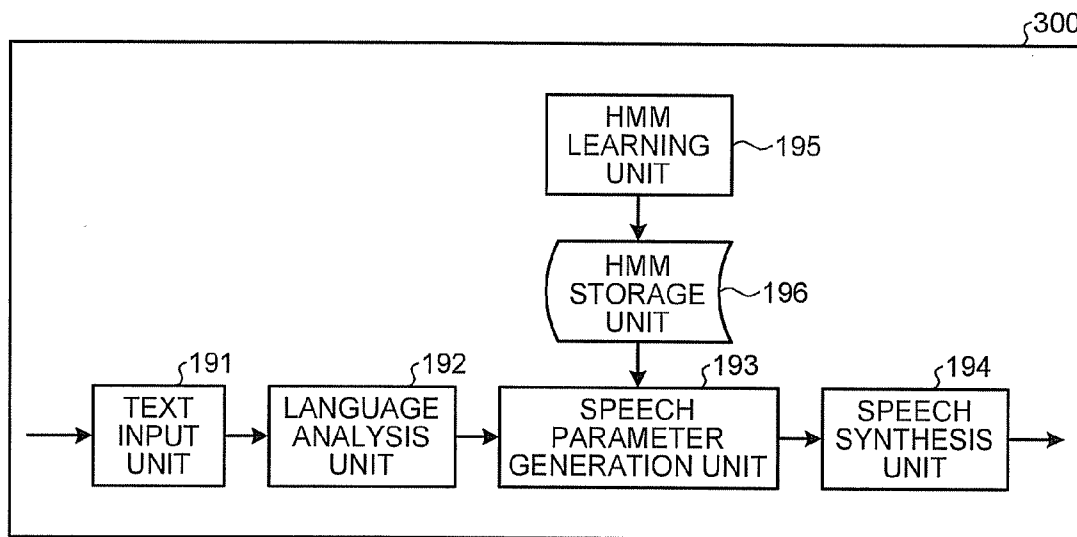 300
HMM
LEARNING
UNIT
195
HMM
STORAGE
UNIT
196
191
192
193
194
TEXT
INPUT
UNIT
LANGUAGE
ANALYSIS
UNIT
SPEECH
PARAMETER
GENERATION UNIT
SPEECH
SYNTHESIS
UNIT